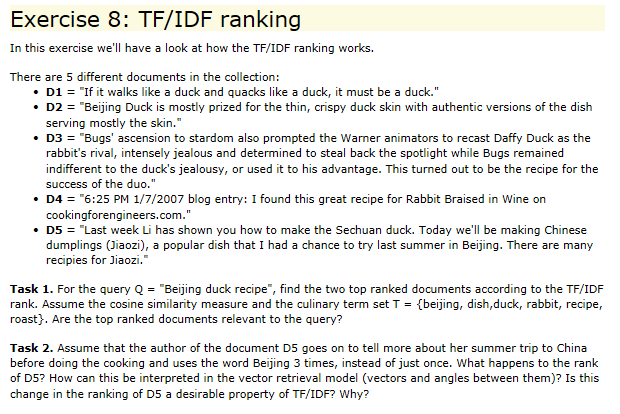 Exercise 8: TF/IDF ranking
In this exercise we'll have a look at how the TF/IDF ranking works.
There are 5 different documents in the collection:
• D1 = "If it walks like a duck and quacks like a duck, it must be a duck."
• D2 = "Beijing Duck is mostly prized for the thin, crispy duck skin with authentic versions of the dish
serving mostly the skin."
• D3 = "Bugs' ascension to stardom also prompted the Warner animators to recast Daffy Duck as the
rabbit's rival, intensely jealous and determined to steal back the spotlight while Bugs remained
indifferent to the duck's jealousy, or used it to his advantage. This turned out to be the recipe for the
success of the duo."
• D4 = "6:25 PM 1/7/2007 blog entry: I found this great recipe for Rabbit Braised in Wine on
cookingforengineers.com."
• D5 = "Last week Li has shown you how to make the Sechuan duck. Today we'll be making Chinese
dumplings (Jiaozi), a popular dish that I had a chance to try last summer in Beijing. There are many
recipies for Jiaozi."
Task 1. For the query Q = "Beijing duck recipe", find the two top ranked documents according to the TF/IDF
rank. Assume the cosine similarity measure and the culinary term set T = {beijing, dish,duck, rabbit, recipe,
roast}. Are the top ranked documents relevant to the query?
Task 2. Assume that the author of the document D5 goes on to tell more about her summer trip to China
before doing the cooking and uses the word Beijing 3 times, instead of just once. What happens to the rank
of D5? How can this be interpreted in the vector retrieval model (vectors and angles between them)? Is this
change in the ranking of D5 a desirable property of TF/IDF? Why?